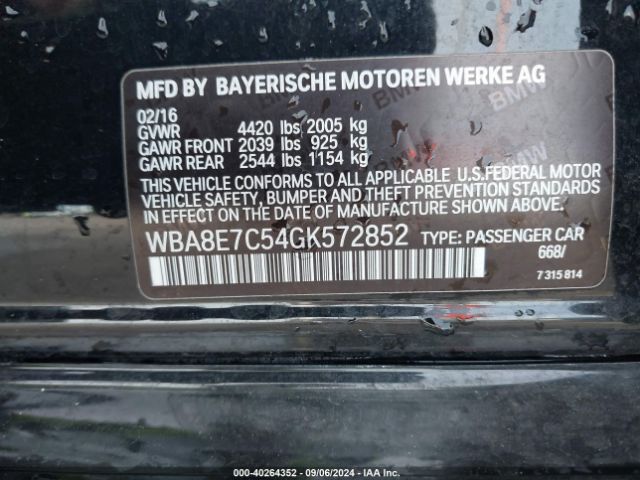 MFD BY BAYERISCHE MOTOREN WERKE AG
02/16
GVWR 4420 lbs 2005 kg
GAWR FRONT 2039 lbs 925 kg
GAWR REAR 2544 lbs 1154 kg
THIS VEHICLE CONFORMS TO ALL APPLICABLE U.S.FEDERAL MOTOR
VEHICLE SAFETY, BUMPER AND THEFT PREVENTION STANDARDS
IN EFFECT ON THE DATE OF MANUFACTURE SHOWN ABOVE.
WBA8E7C54GK572852 TYPE: PASSENGER CAR
668/
7 315 814
000-40264352 - 09/06/2024 - IAA Inc.